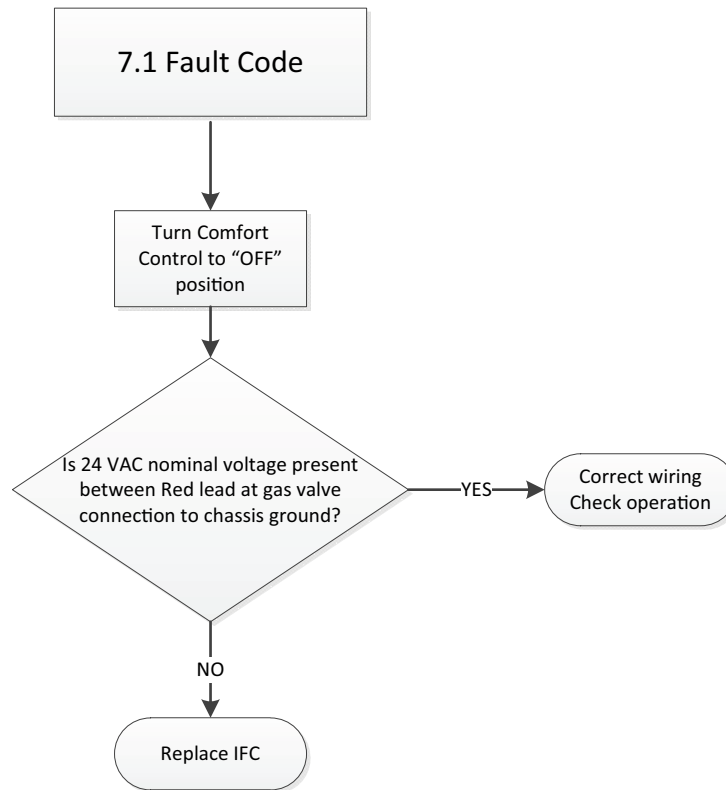 7.1 Fault Code
Turn Comfort
Control to “OFF”
position
Is 24 VAC nominal voltage present
between Red lead at gas valve
connection to chassis ground?
YES
Correct wiring
Check operation
NO
Replace IFC